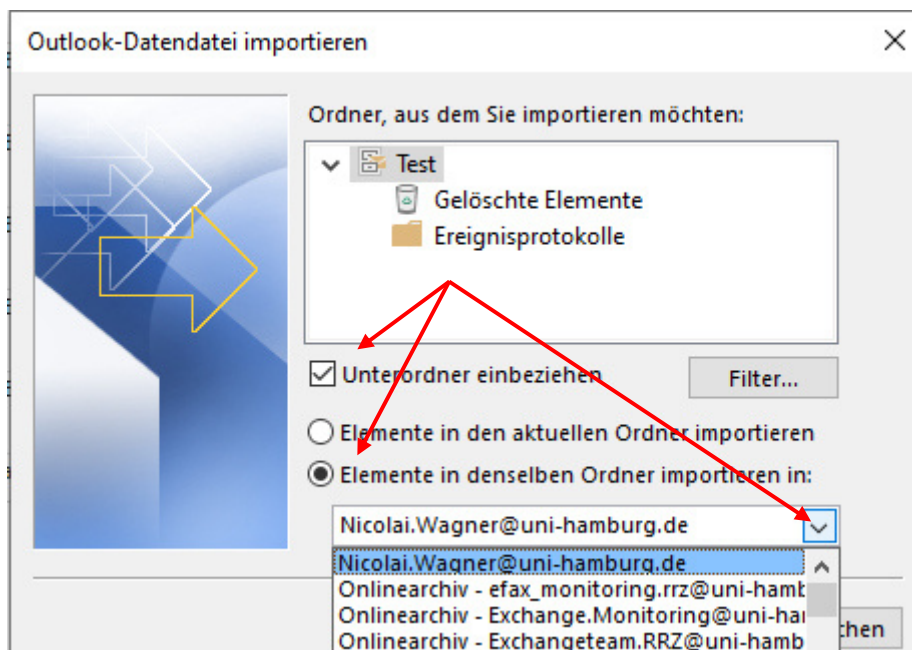 Outlook-Datendatei importieren
Ordner, aus dem Sie importieren möchten:
Test
Gelöschte Elemente
Ereignisprotokolle
Unterordner einbeziehen
Filter...
Elemente in den aktuellen Ordner importieren
Elemente in denselben Ordner importieren in:
Nicolai.Wagner@uni-hamburg.de
Nicolai.Wagner@uni-hamburg.de
Onlinearchiv - efax_monitoring.rrz@uni-hamb
Onlinearchiv - Exchange.Monitoring@uni-ha
Onlinearchiv - Exchangeteam.RRZ@uni-hamb
chen